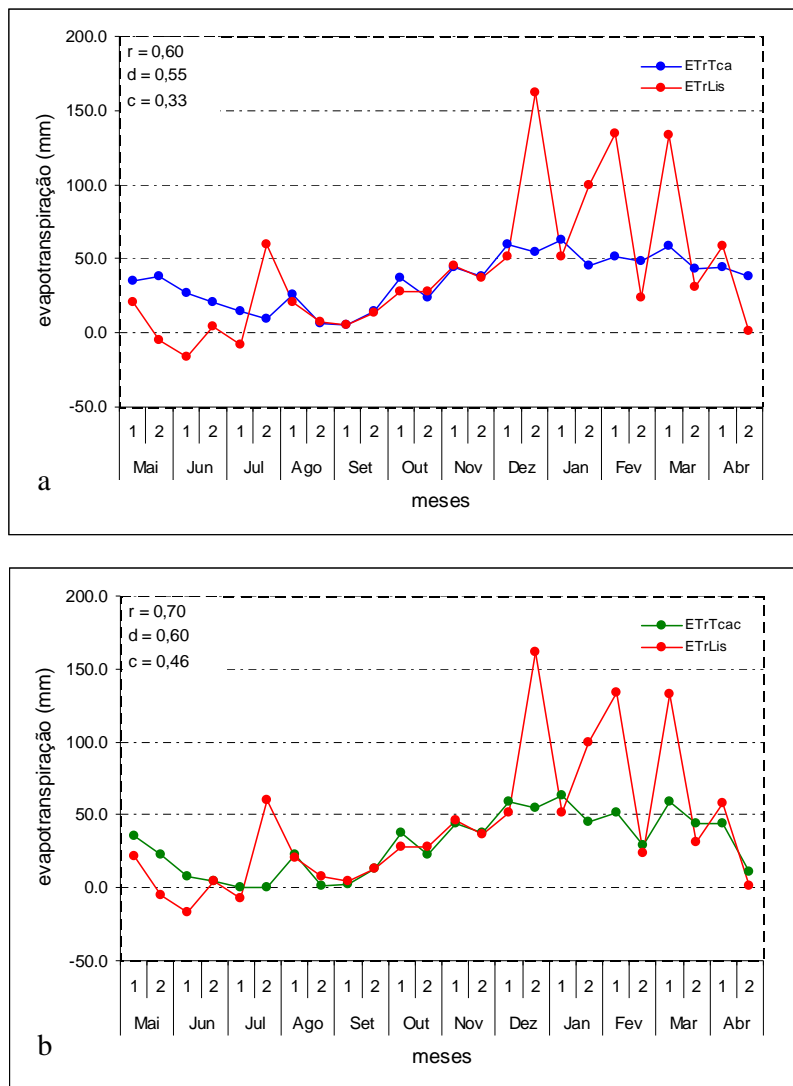 200.0
r = 0,60
d = 0,55
c = 0,33
ETrTca
ETrLis
150.0
100.0
50.0
0.0
-50.0
evapotranspiração (mm)
1 2 1 2 1 2 1 2 1 2 1 2 1 2 1 2 1 2 1 2 1 2 1 2
Mai Jun Jul Ago Set Out Nov Dez Jan Fev Mar Abr
a
meses
200.0
r = 0,70
d = 0,60
c = 0,46
ETrTcac
ETrLis
150.0
100.0
50.0
0.0
-50.0
evapotranspiração (mm)
1 2 1 2 1 2 1 2 1 2 1 2 1 2 1 2 1 2 1 2 1 2 1 2
Mai Jun Jul Ago Set Out Nov Dez Jan Fev Mar Abr
b
meses